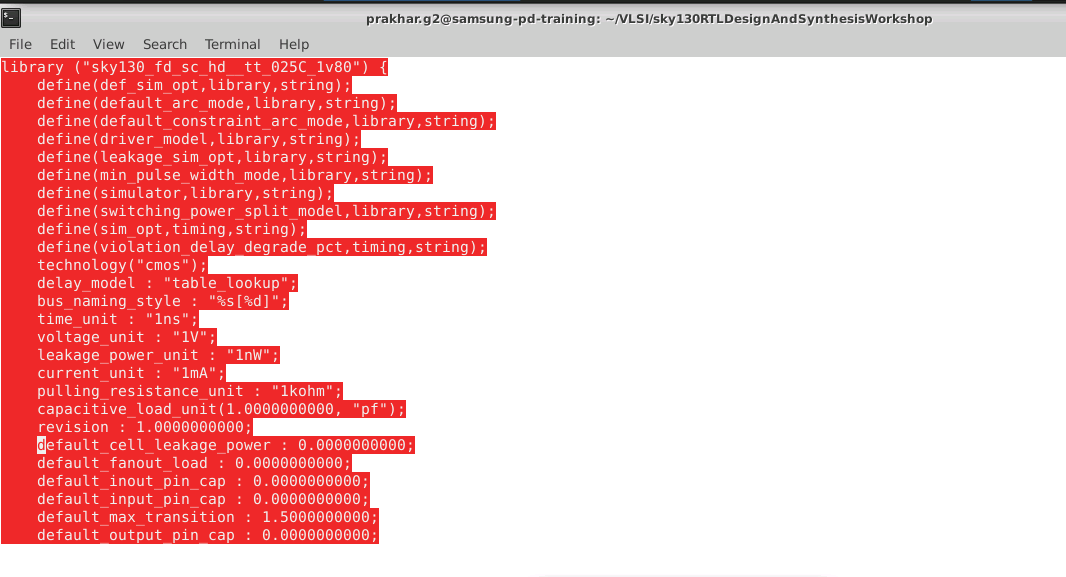 prakhar.g2@samsung-pd-training: ~/VLSI/sky130RTLDesignAndSynthesisWorkshop
File Edit View Search Terminal Help
library ("sky130_fd_sc_hd__tt_025C_1v80") {
    define(def_sim_opt,library,string);
    define(default_arc_mode,library,string);
    define(default_constraint_arc_mode,library,string);
    define(driver_model,library,string);
    define(leakage_sim_opt,library,string);
    define(min_pulse_width_mode,library,string);
    define(simulator,library,string);
    define(switching_power_split_model,library,string);
    define(sim_opt,timing,string);
    define(violation_delay_degrade_pct,timing,string);
    technology("cmos");
    delay_model : "table_lookup";
    bus_naming_style : "%s[%d]";
    time_unit : "1ns";
    voltage_unit : "1V";
    leakage_power_unit : "1nW";
    current_unit : "1mA";
    pulling_resistance_unit : "1kohm";
    capacitive_load_unit(1.0000000000, "pf");
    revision : 1.0000000000;
    default_cell_leakage_power : 0.0000000000;
    default_fanout_load : 0.0000000000;
    default_inout_pin_cap : 0.0000000000;
    default_input_pin_cap : 0.0000000000;
    default_max_transition : 1.5000000000;
    default_output_pin_cap : 0.0000000000;